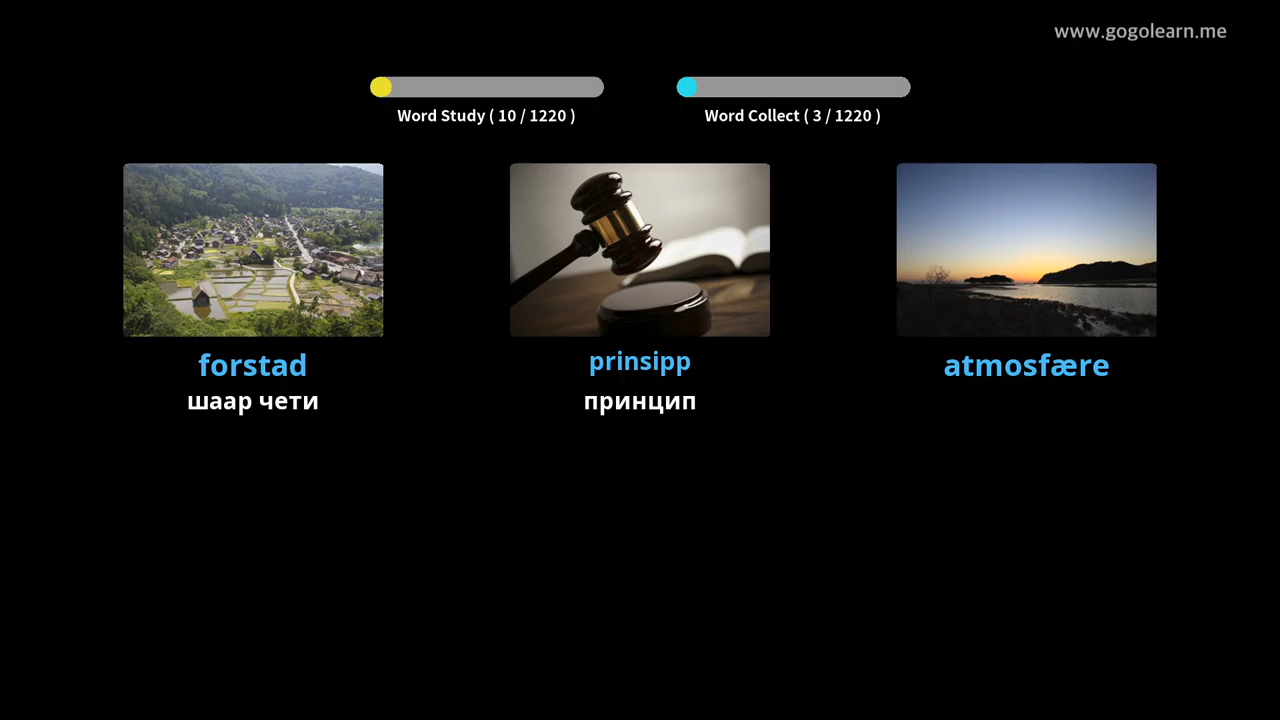 www.gogolearn.me
Word Study ( 10 / 1220 )
Word Collect ( 3 / 1220 )
forstad
шаар чети
prinsipp
принцип
atmosfære